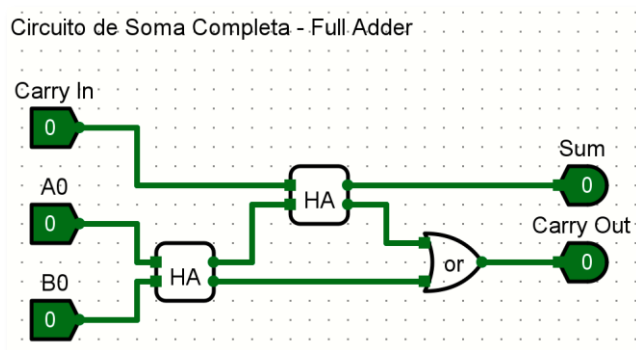 Circuito de Soma Completa - Full Adder
Carry In
0
Sum
A0
HA
0
0
Carry Out
B0
HA
or
0
0